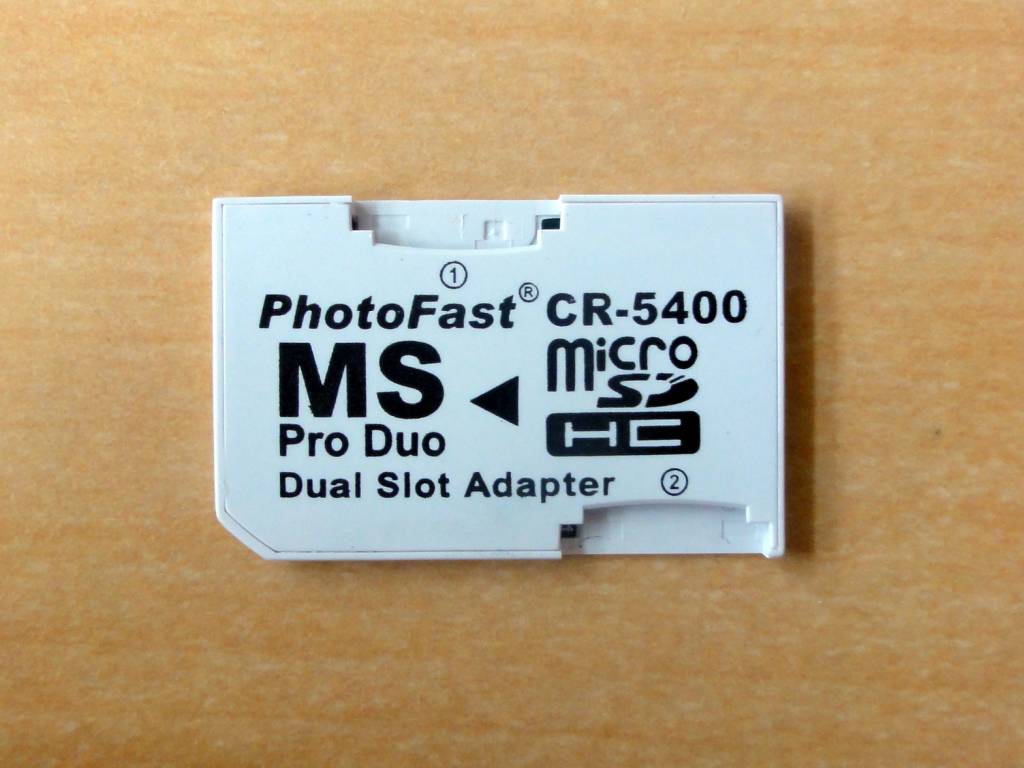 ①
PhotoFast® CR-5400
MS
micro
SD
HC
Pro Duo
Dual Slot Adapter ②